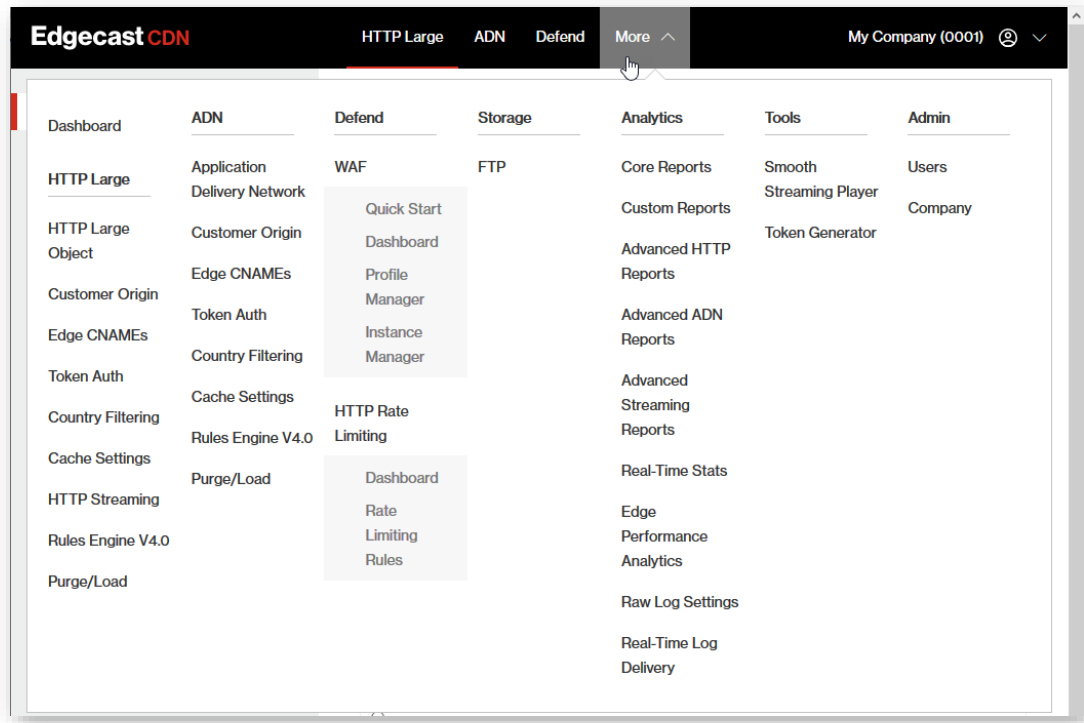 Edgecast CDN
HTTP Large
ADN
Defend
More
My Company (0001)
Dashboard
HTTP Large
HTTP Large
Object
Customer Origin
Edge CNAMEs
Token Auth
Country Filtering
Cache Settings
HTTP Streaming
Rules Engine V4.0
Purge/Load
ADN
Application
Delivery Network
Customer Origin
Edge CNAMEs
Token Auth
Country Filtering
Cache Settings
Rules Engine V4.0
Purge/Load
Defend
WAF
Quick Start
Dashboard
Profile
Manager
Instance
Manager
HTTP Rate
Limiting
Dashboard
Rate
Limiting
Rules
Storage
FTP
Analytics
Core Reports
Custom Reports
Advanced HTTP
Reports
Advanced ADN
Reports
Advanced
Streaming
Reports
Real-Time Stats
Edge
Performance
Analytics
Raw Log Settings
Real-Time Log
Delivery
Tools
Smooth
Streaming Player
Token Generator
Admin
Users
Company